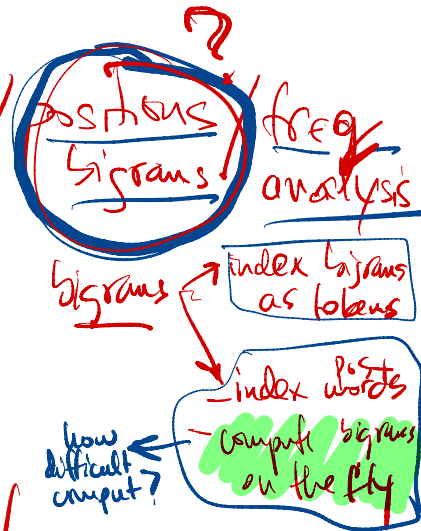 ?
positions
bigrams
freq
analysis
bigrams
index bigrams
as tokens
- index words
post
- compute bigrams
on the fly
how
difficult
comput?